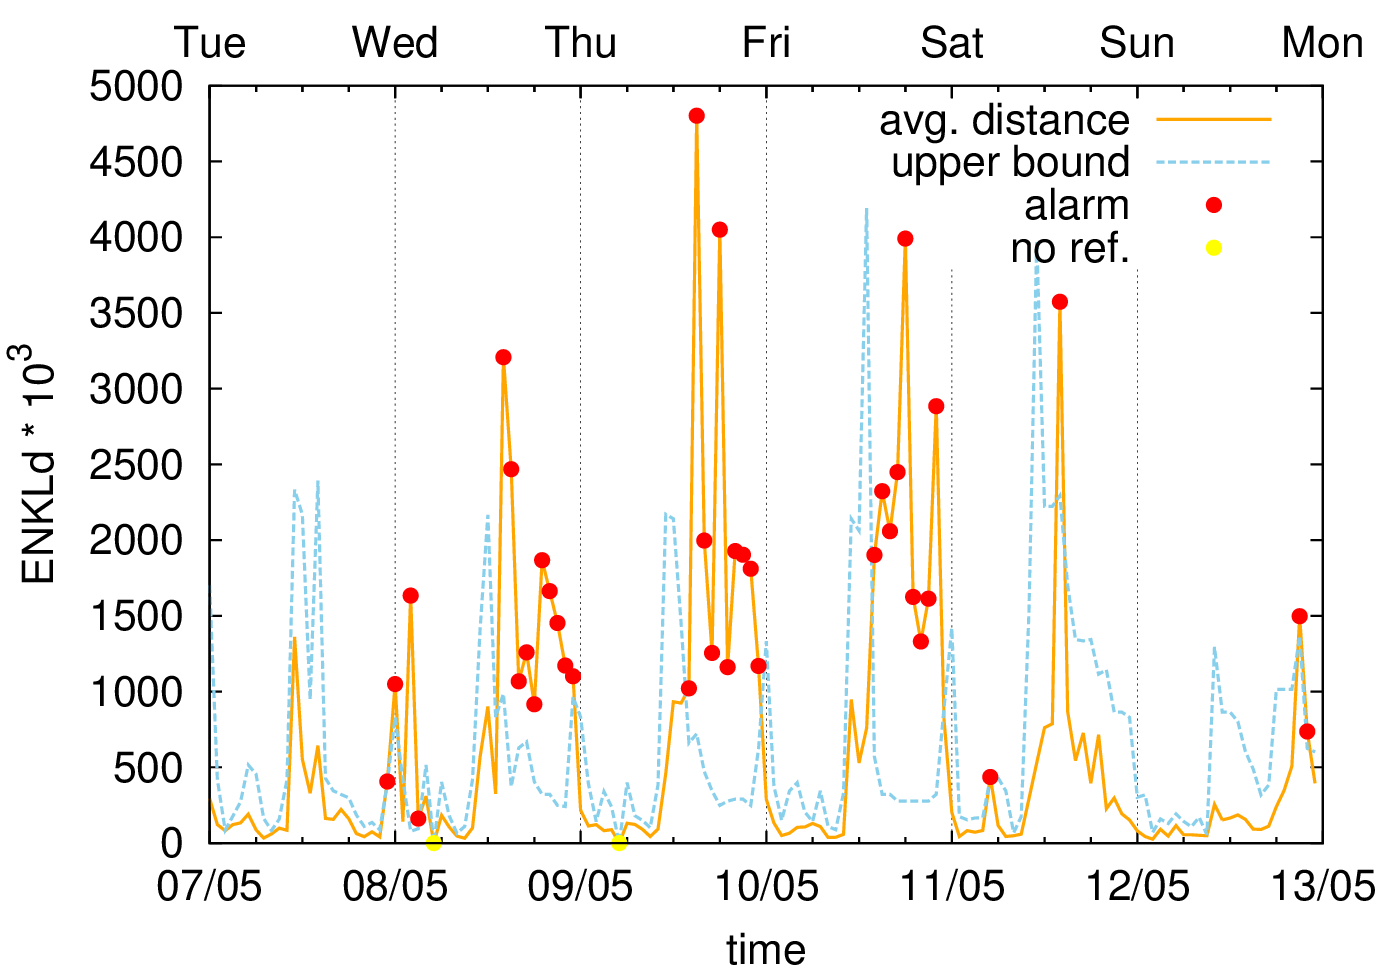 Tue Wed Thu Fri Sat Sun Mon
5000
4500
4000
3500
3000
2500
2000
1500
1000
500
0
ENKLd * 10^3
avg. distance
upper bound
alarm
no ref.
07/05 08/05 09/05 10/05 11/05 12/05 13/05
time